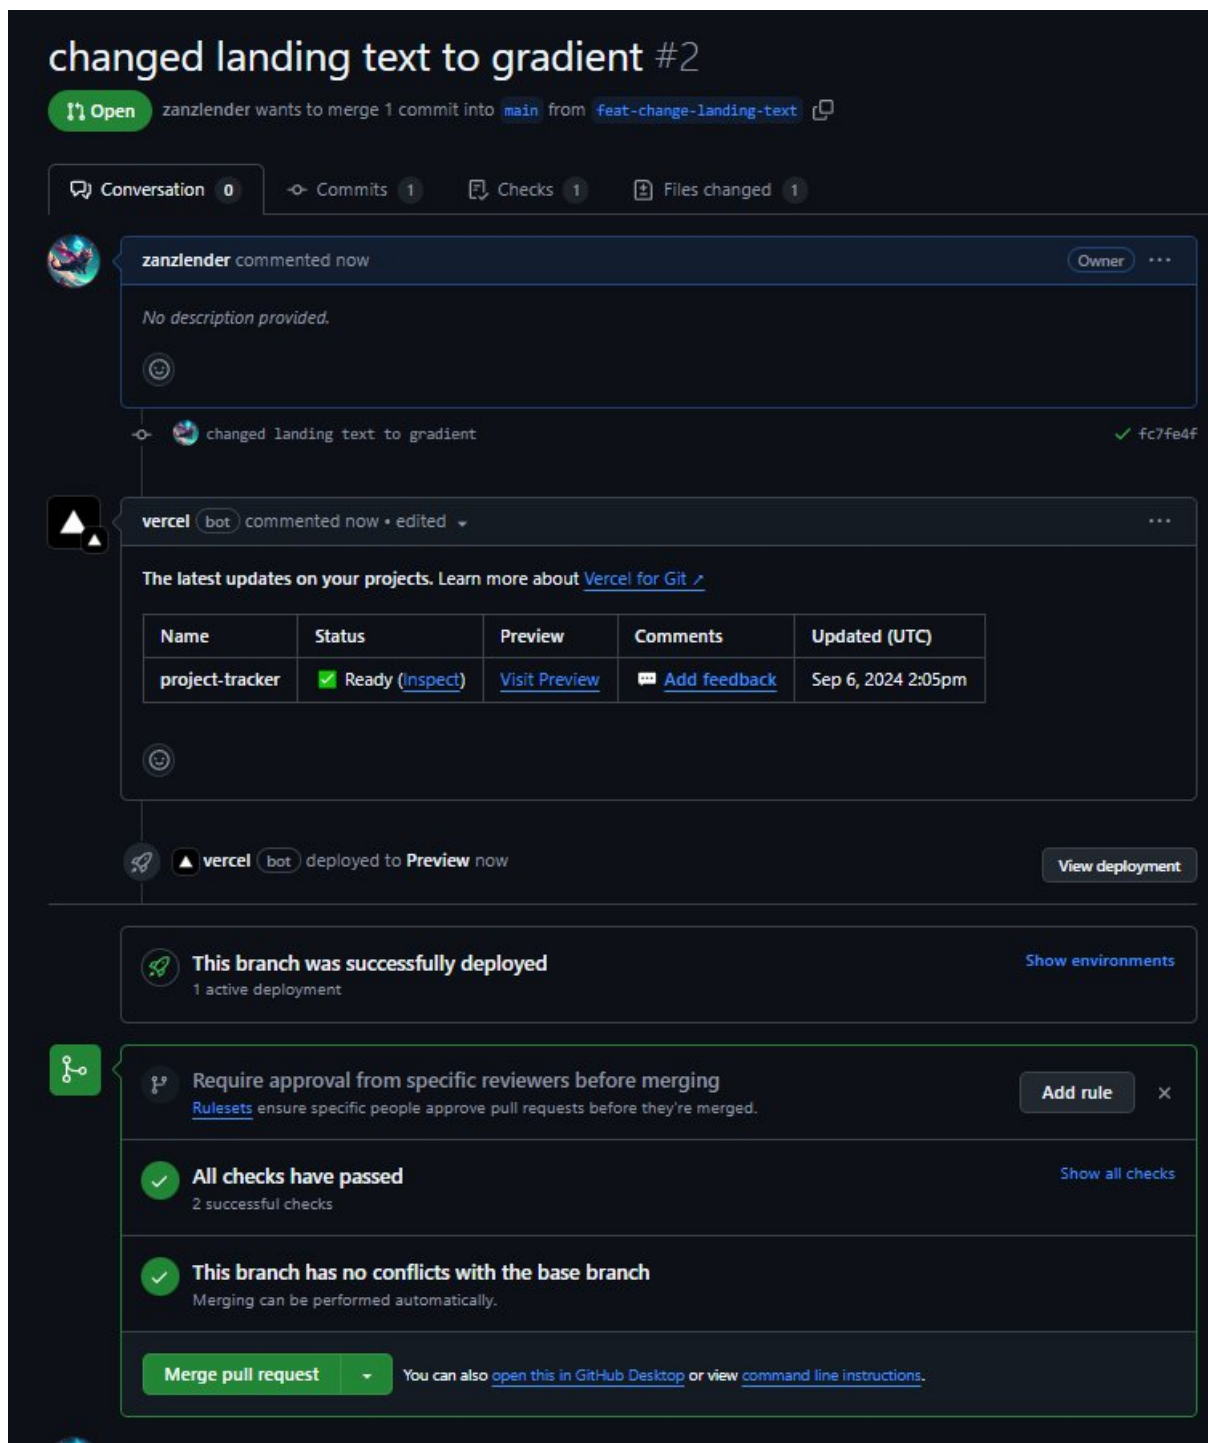 changed landing text to gradient #2
Open zanzlender wants to merge 1 commit into main from feat-change-landing-text
Conversation 0 Commits 1 Checks 1 Files changed 1
zanzlender commented now Owner ...
No description provided.
changed landing text to gradient fc7fe4f
vercel bot commented now • edited ...
The latest updates on your projects. Learn more about Vercel for Git ↗
Name Status Preview Comments Updated (UTC)
project-tracker ✅ Ready (Inspect) Visit Preview 💬 Add feedback Sep 6, 2024 2:05pm
vercel bot deployed to Preview now View deployment
This branch was successfully deployed Show environments
1 active deployment
Require approval from specific reviewers before merging Add rule
Rulesets ensure specific people approve pull requests before they're merged.
All checks have passed Show all checks
2 successful checks
This branch has no conflicts with the base branch
Merging can be performed automatically.
Merge pull request You can also open this in GitHub Desktop or view command line instructions.